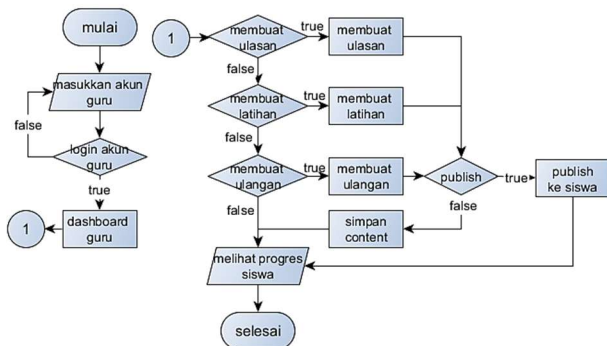 mulai
masukkan akun
guru
false
login akun
guru
true
1
dashboard
guru
1
membuat
ulasan
true
membuat
ulasan
false
membuat
latihan
true
membuat
latihan
false
membuat
ulangan
true
membuat
ulangan
publish
true
publish
ke siswa
false
false
simpan
content
melihat progres
siswa
selesai